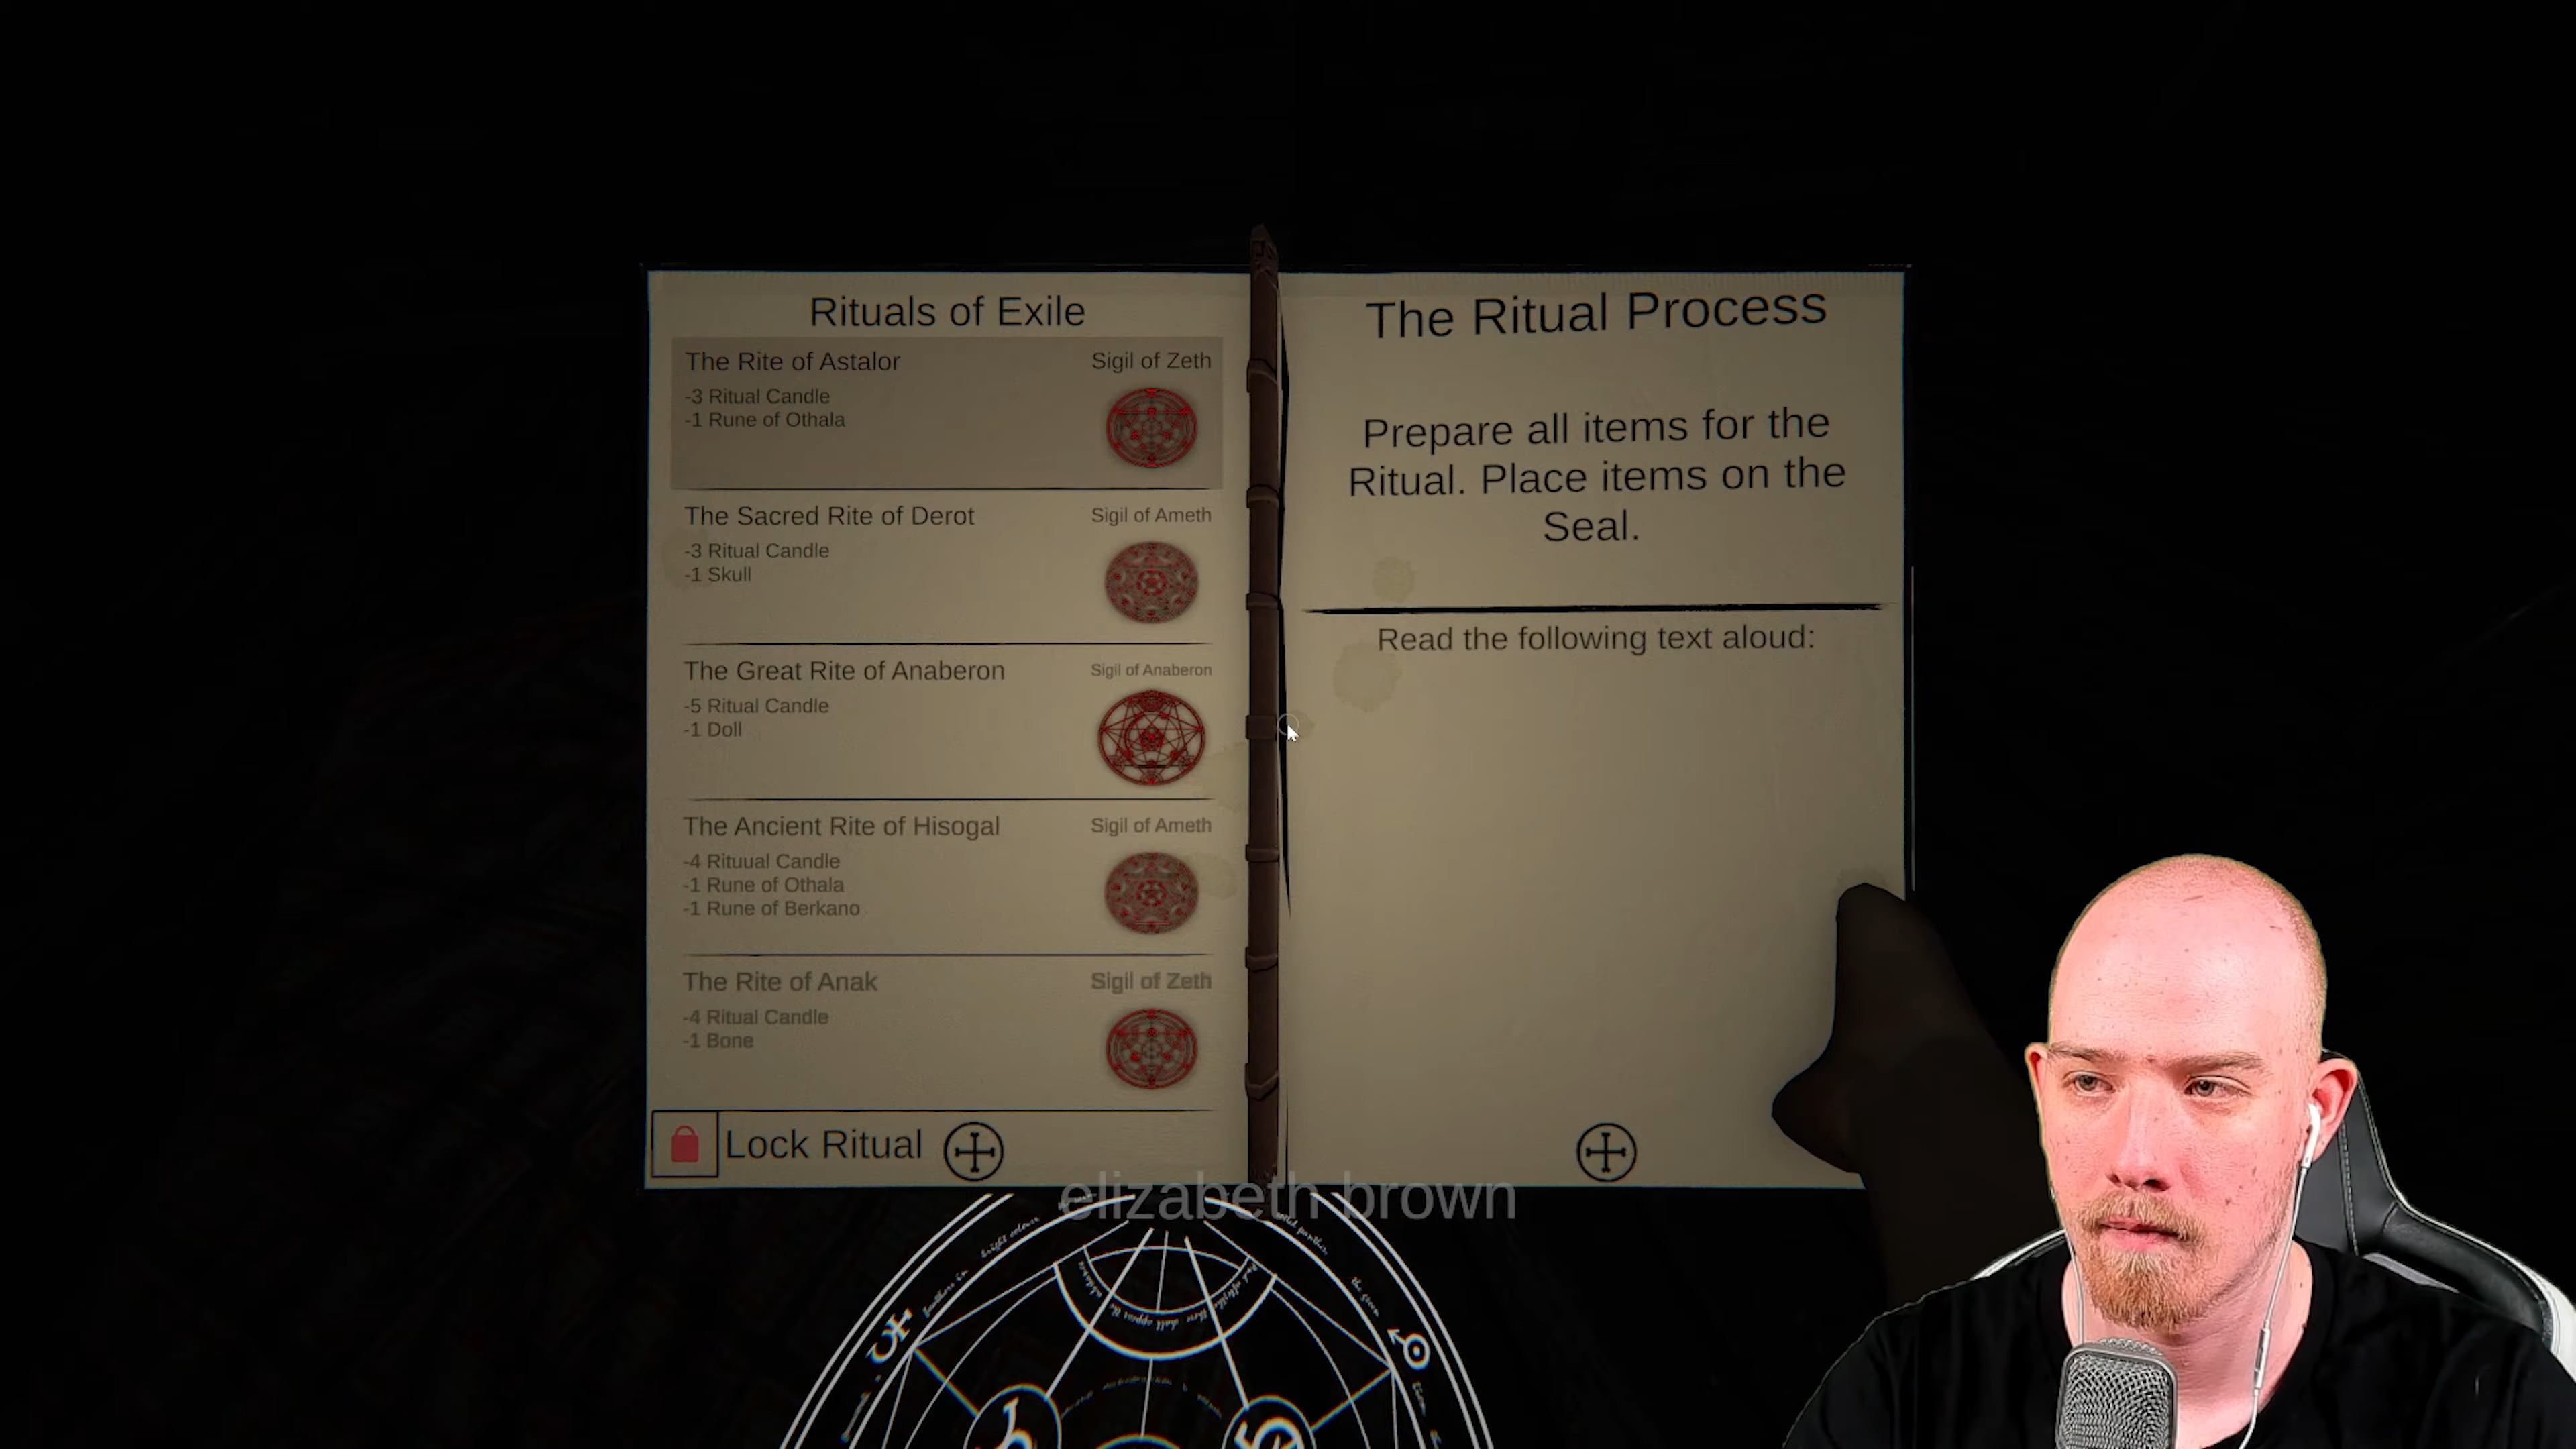 Rituals of Exile
The Rite of Astalor
Sigil of Zeth
-3 Ritual Candle
-1 Rune of Othala
The Sacred Rite of Derot
Sigil of Ameth
-3 Ritual Candle
-1 Skull
The Great Rite of Anaberon
Sigil of Anaberon
-5 Ritual Candle
-1 Doll
The Ancient Rite of Hisogal
Sigil of Ameth
-4 Rituual Candle
-1 Rune of Othala
-1 Rune of Berkano
The Rite of Anak
Sigil of Zeth
-4 Ritual Candle
-1 Bone
Lock Ritual
The Ritual Process
Prepare all items for the
Ritual. Place items on the
Seal.
Read the following text aloud:
elizabeth brown